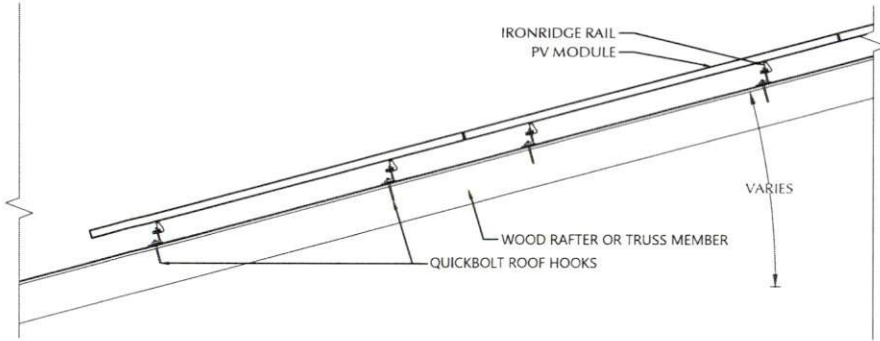 IRONRIDGE RAIL
PV MODULE
VARIES
WOOD RAFTER OR TRUSS MEMBER
QUICKBOLT ROOF HOOKS